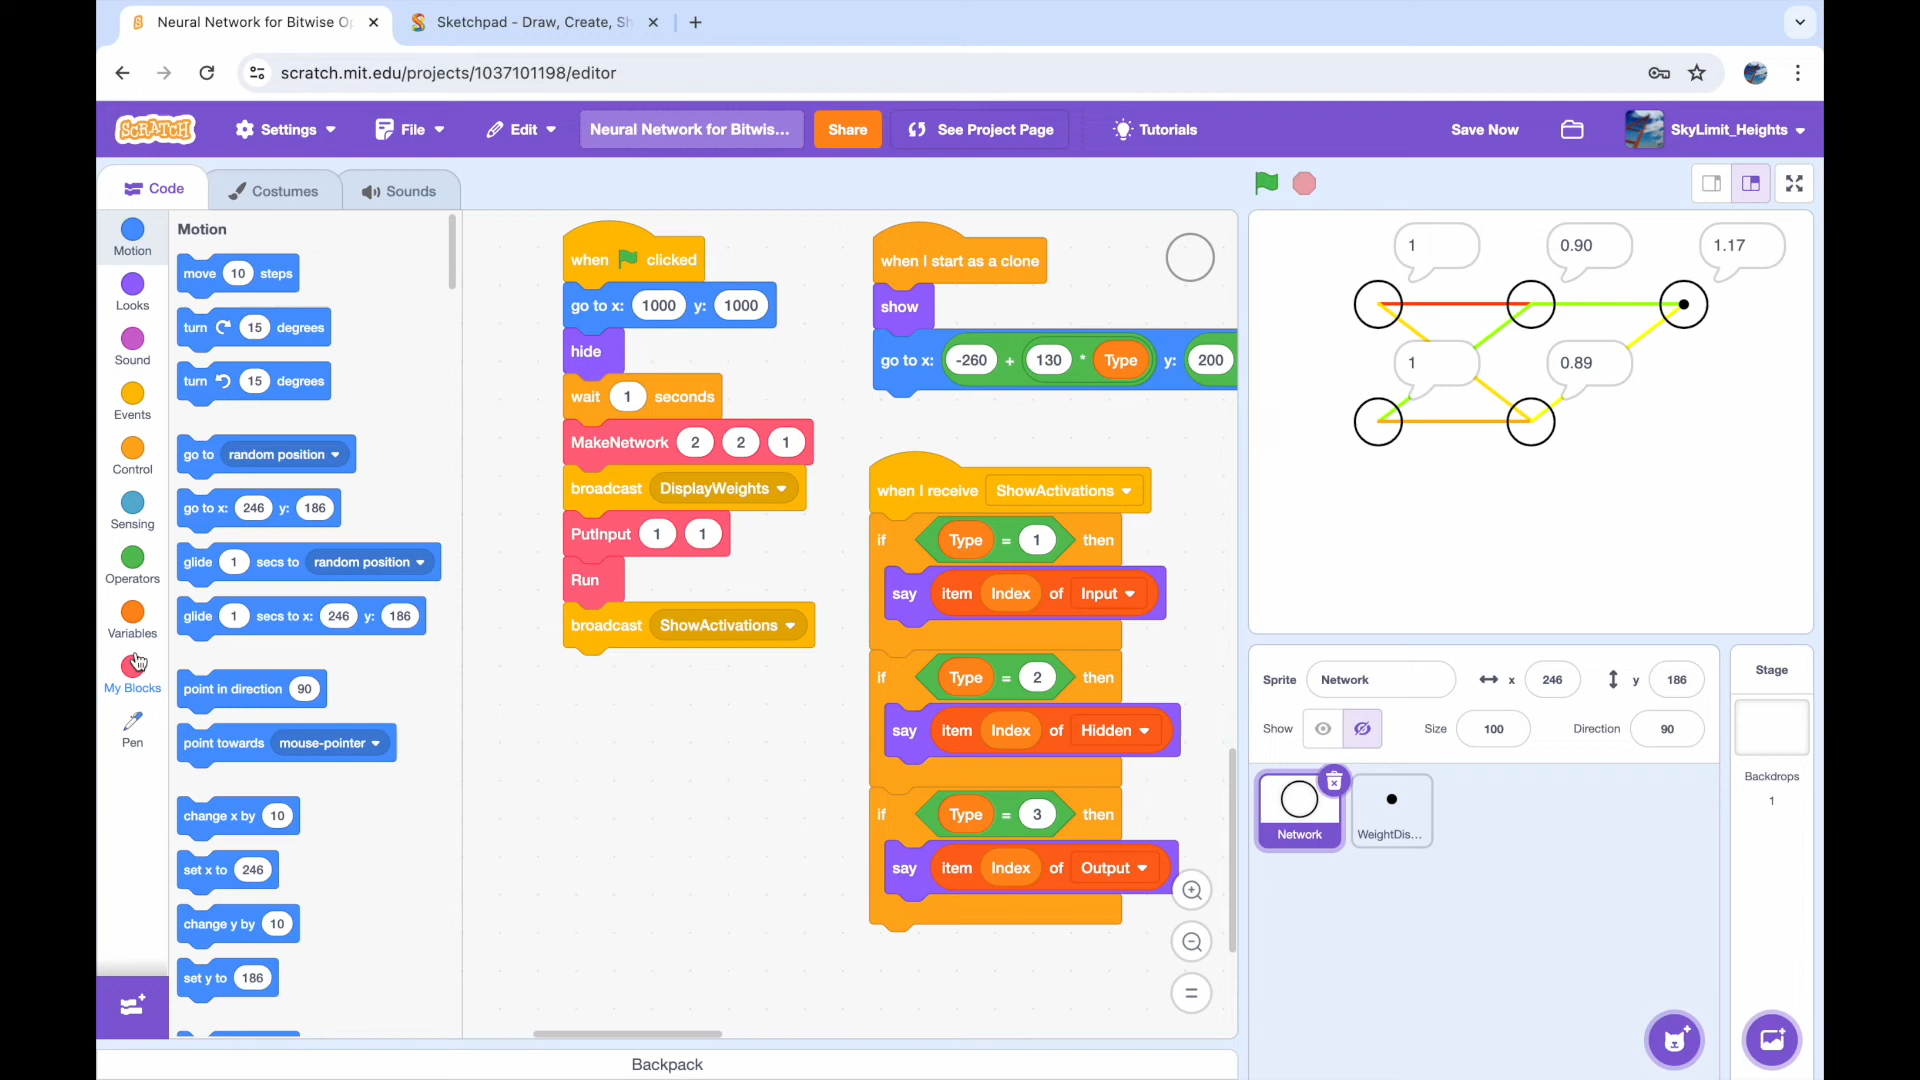 Neural Network for Bitwise Op
Sketchpad - Draw, Create, Sh
scratch.mit.edu/projects/1037101198/editor
SCRATCH
Settings
File
Edit
Neural Network for Bitwis...
Share
See Project Page
Tutorials
Save Now
SkyLimit_Heights
Code
Costumes
Sounds
Motion
Looks
Sound
Events
Control
Sensing
Operators
Variables
My Blocks
Pen
Motion
move 10 steps
turn 15 degrees
turn 15 degrees
go to random position
go to x: 246 y: 186
glide 1 secs to random position
glide 1 secs to x: 246 y: 186
point in direction 90
point towards mouse-pointer
change x by 10
set x to 246
change y by 10
set y to 186
when clicked
go to x: 1000 y: 1000
hide
wait 1 seconds
MakeNetwork 2 2 1
broadcast DisplayWeights
PutInput 1 1
Run
broadcast ShowActivations
when I start as a clone
show
go to x: -260 + 130 * Type y: 200
when I receive ShowActivations
if Type = 1 then
say item Index of Input
if Type = 2 then
say item Index of Hidden
if Type = 3 then
say item Index of Output
1
0.90
1.17
1
0.89
Sprite Network x 246 y 186
Show Size 100 Direction 90
Network
WeightDis...
Stage
Backdrops
1
Backpack